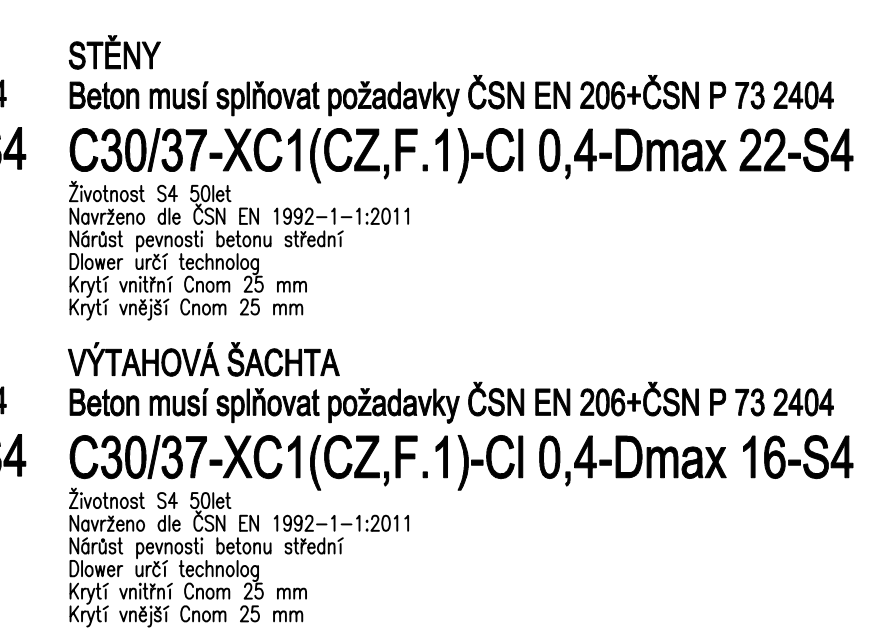 STĚNY
4 Beton musí splňovat požadavky ČSN EN 206+ČSN P 73 2404
S4 C30/37-XC1(CZ,F.1)-Cl 0,4-Dmax 22-S4
Životnost S4 50let
Navrženo dle ČSN EN 1992-1-1:2011
Nárůst pevnosti betonu střední
Dlower určí technolog
Krytí vnitřní Cnom 25 mm
Krytí vnější Cnom 25 mm
VÝTAHOVÁ ŠACHTA
4 Beton musí splňovat požadavky ČSN EN 206+ČSN P 73 2404
S4 C30/37-XC1(CZ,F.1)-Cl 0,4-Dmax 16-S4
Životnost S4 50let
Navrženo dle ČSN EN 1992-1-1:2011
Nárůst pevnosti betonu střední
Dlower určí technolog
Krytí vnitřní Cnom 25 mm
Krytí vnější Cnom 25 mm